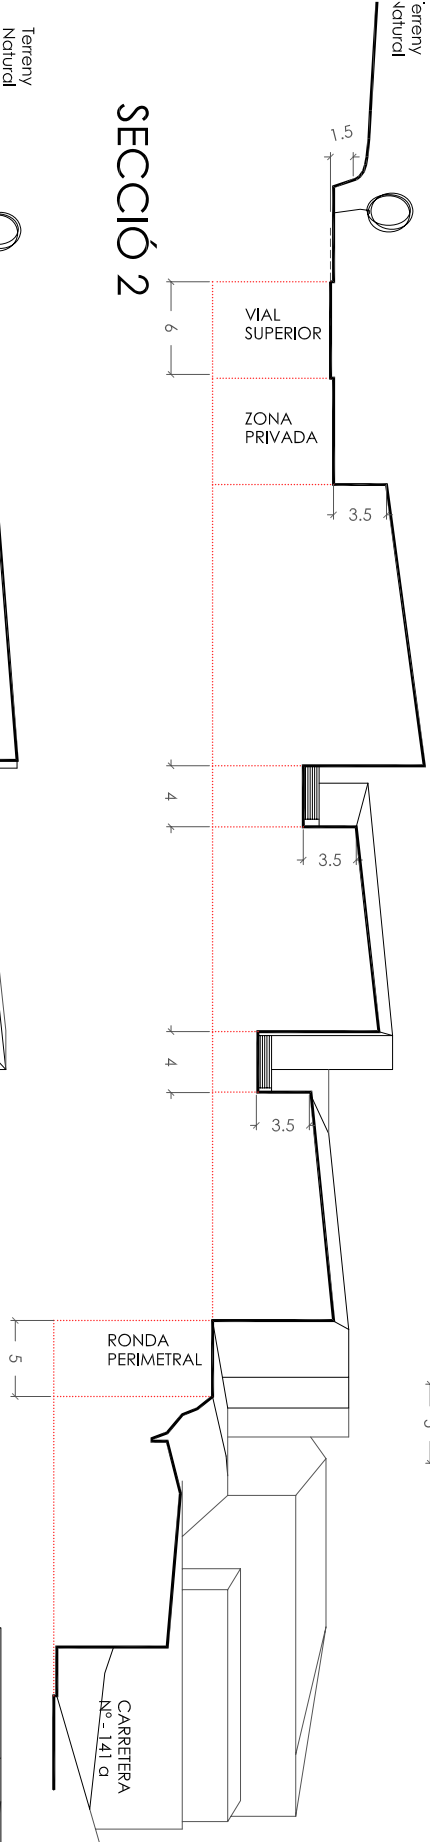 Terreny
Natural
Terreny
Natural
1.5
SECCIÓ 2
6
VIAL
SUPERIOR
ZONA
PRIVADA
3.5
4
3.5
4
3.5
RONDA
PERIMETRAL
5
CARRETERA
Nº - 141 a